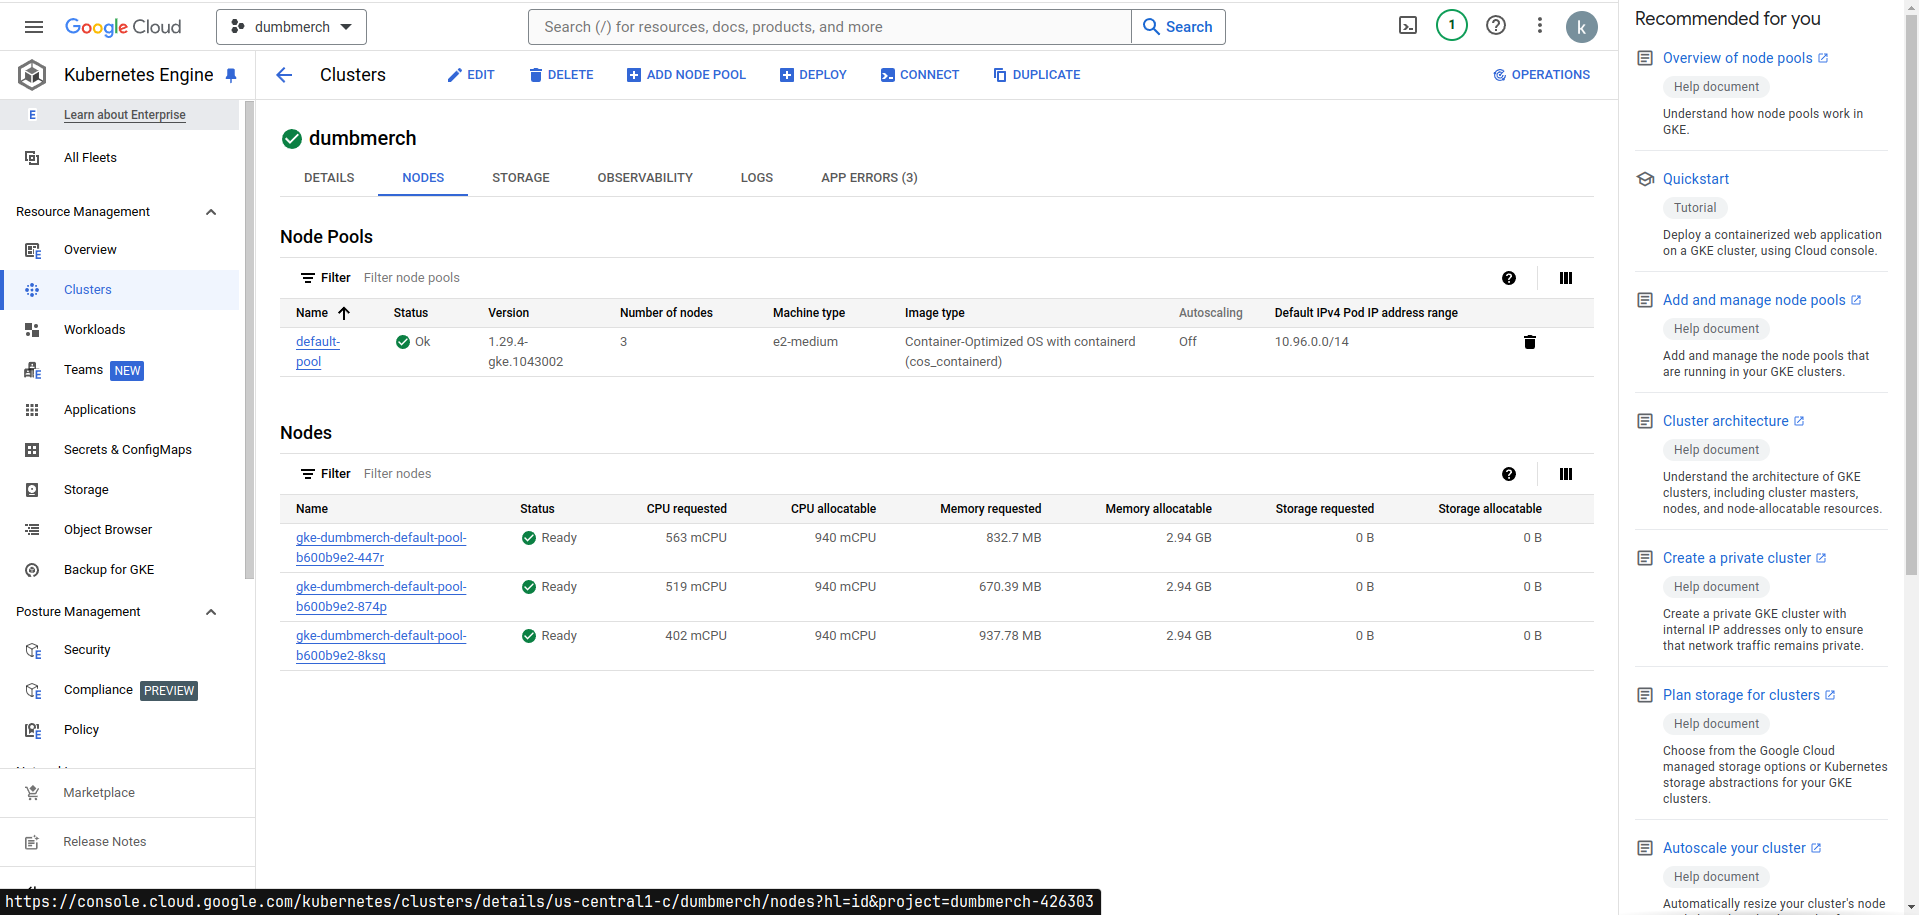 Google Cloud
dumbmerch
Search (/) for resources, docs, products, and more
Search
1
k
Kubernetes Engine
Clusters
EDIT
DELETE
ADD NODE POOL
DEPLOY
CONNECT
DUPLICATE
OPERATIONS
E
Learn about Enterprise
All Fleets
Resource Management
Overview
Clusters
Workloads
Teams NEW
Applications
Secrets & ConfigMaps
Storage
Object Browser
Backup for GKE
Posture Management
Security
Compliance PREVIEW
Policy
Marketplace
Release Notes
dumbmerch
DETAILS
NODES
STORAGE
OBSERVABILITY
LOGS
APP ERRORS (3)
Node Pools
Filter Filter node pools
Name Status Version Number of nodes Machine type Image type Autoscaling Default IPv4 Pod IP address range
default- Ok 1.29.4- 3 e2-medium Container-Optimized OS with containerd Off 10.96.0.0/14
pool gke.1043002 (cos_containerd)
Nodes
Filter Filter nodes
Name Status CPU requested CPU allocatable Memory requested Memory allocatable Storage requested Storage allocatable
gke-dumbmerch-default-pool- Ready 563 mCPU 940 mCPU 832.7 MB 2.94 GB 0 B 0 B
b600b9e2-447r
gke-dumbmerch-default-pool- Ready 519 mCPU 940 mCPU 670.39 MB 2.94 GB 0 B 0 B
b600b9e2-874p
gke-dumbmerch-default-pool- Ready 402 mCPU 940 mCPU 937.78 MB 2.94 GB 0 B 0 B
b600b9e2-8ksq
Recommended for you
Overview of node pools
Help document
Understand how node pools work in
GKE.
Quickstart
Tutorial
Deploy a containerized web application
on a GKE cluster, using Cloud console.
Add and manage node pools
Help document
Add and manage the node pools that
are running in your GKE clusters.
Cluster architecture
Help document
Understand the architecture of GKE
clusters, including cluster masters,
nodes, and node-allocatable resources.
Create a private cluster
Help document
Create a private GKE cluster with
internal IP addresses only to ensure
that network traffic remains private.
Plan storage for clusters
Help document
Choose from the Google Cloud
managed storage options or Kubernetes
storage abstractions for your GKE
clusters.
Autoscale your cluster
Help document
Automatically resize your cluster's node
https://console.cloud.google.com/kubernetes/clusters/details/us-central1-c/dumbmerch/nodes?hl=id&project=dumbmerch-426303